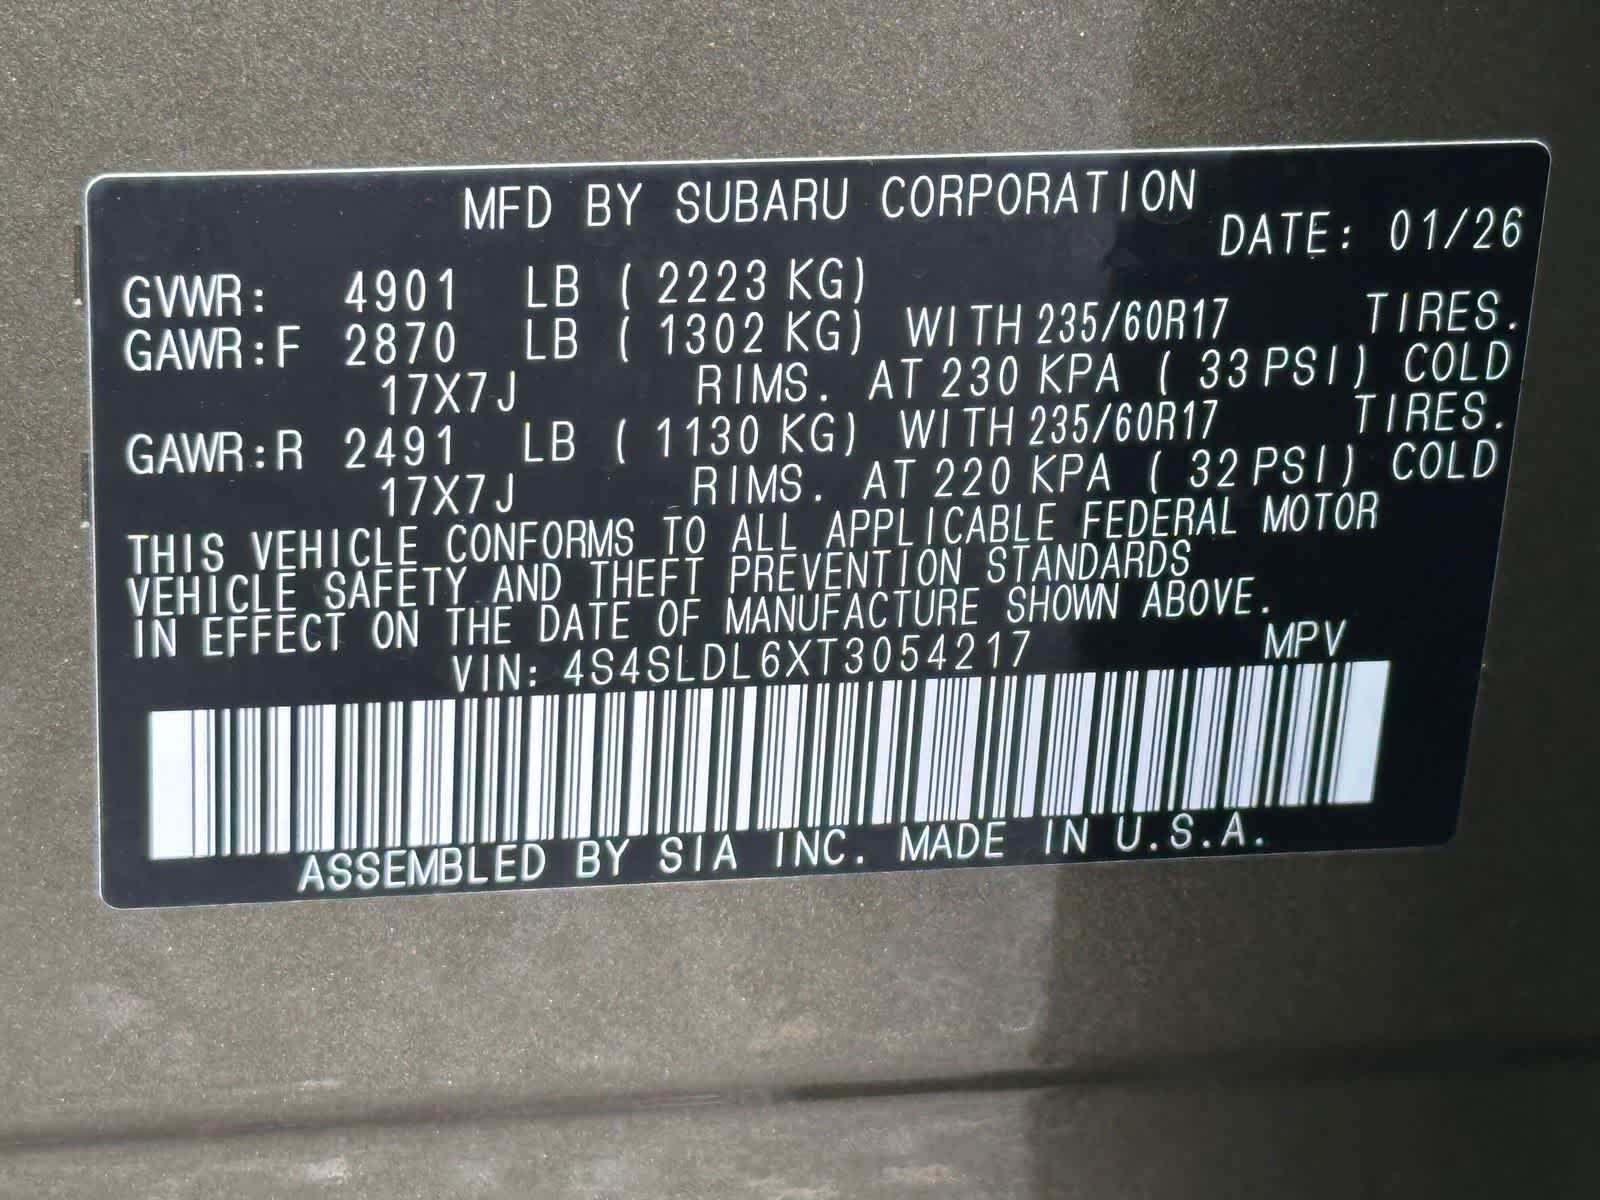 MFD BY SUBARU CORPORATION
DATE: 01/26
GVWR: 4901 LB ( 2223 KG)
GAWR:F 2870 LB ( 1302 KG) WITH 235/60R17 TIRES.
17X7J RIMS. AT 230 KPA ( 33 PSI) COLD
GAWR:R 2491 LB ( 1130 KG) WITH 235/60R17 TIRES.
17X7J RIMS. AT 220 KPA ( 32 PSI) COLD
THIS VEHICLE CONFORMS TO ALL APPLICABLE FEDERAL MOTOR
VEHICLE SAFETY AND THEFT PREVENTION STANDARDS
IN EFFECT ON THE DATE OF MANUFACTURE SHOWN ABOVE.
VIN: 4S4SLDL6XT3054217 MPV
ASSEMBLED BY SIA INC. MADE IN U.S.A.